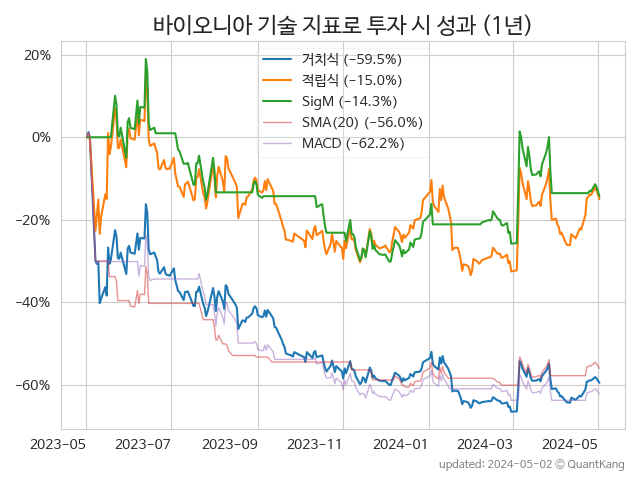 바이오니아 기술 지표로 투자 시 성과 (1년)
거치식 (−59.5%)
적립식 (−15.0%)
SigM (−14.3%)
SMA(20) (−56.0%)
MACD (−62.2%)
20%
0%
−20%
−40%
−60%
2023-05
2023-07
2023-09
2023-11
2024-01
2024-03
2024-05
updated: 2024-05-02 © QuantKang